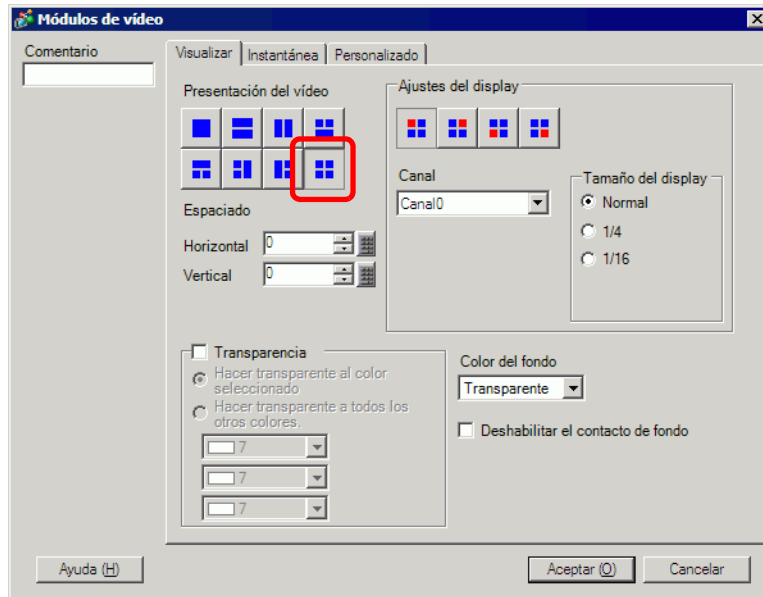 Módulos de vídeo
Comentario
Visualizar
Instantánea
Personalizado
Presentación del vídeo
Espaciado
Horizontal 0
Vertical 0
Ajustes del display
Canal
Canal0
Tamaño del display
Normal
1/4
1/16
Transparencia
Hacer transparente al color
seleccionado
Hacer transparente a todos los
otros colores.
7
7
7
Color del fondo
Transparente
Deshabilitar el contacto de fondo
Ayuda (H)
Aceptar (O)
Cancelar